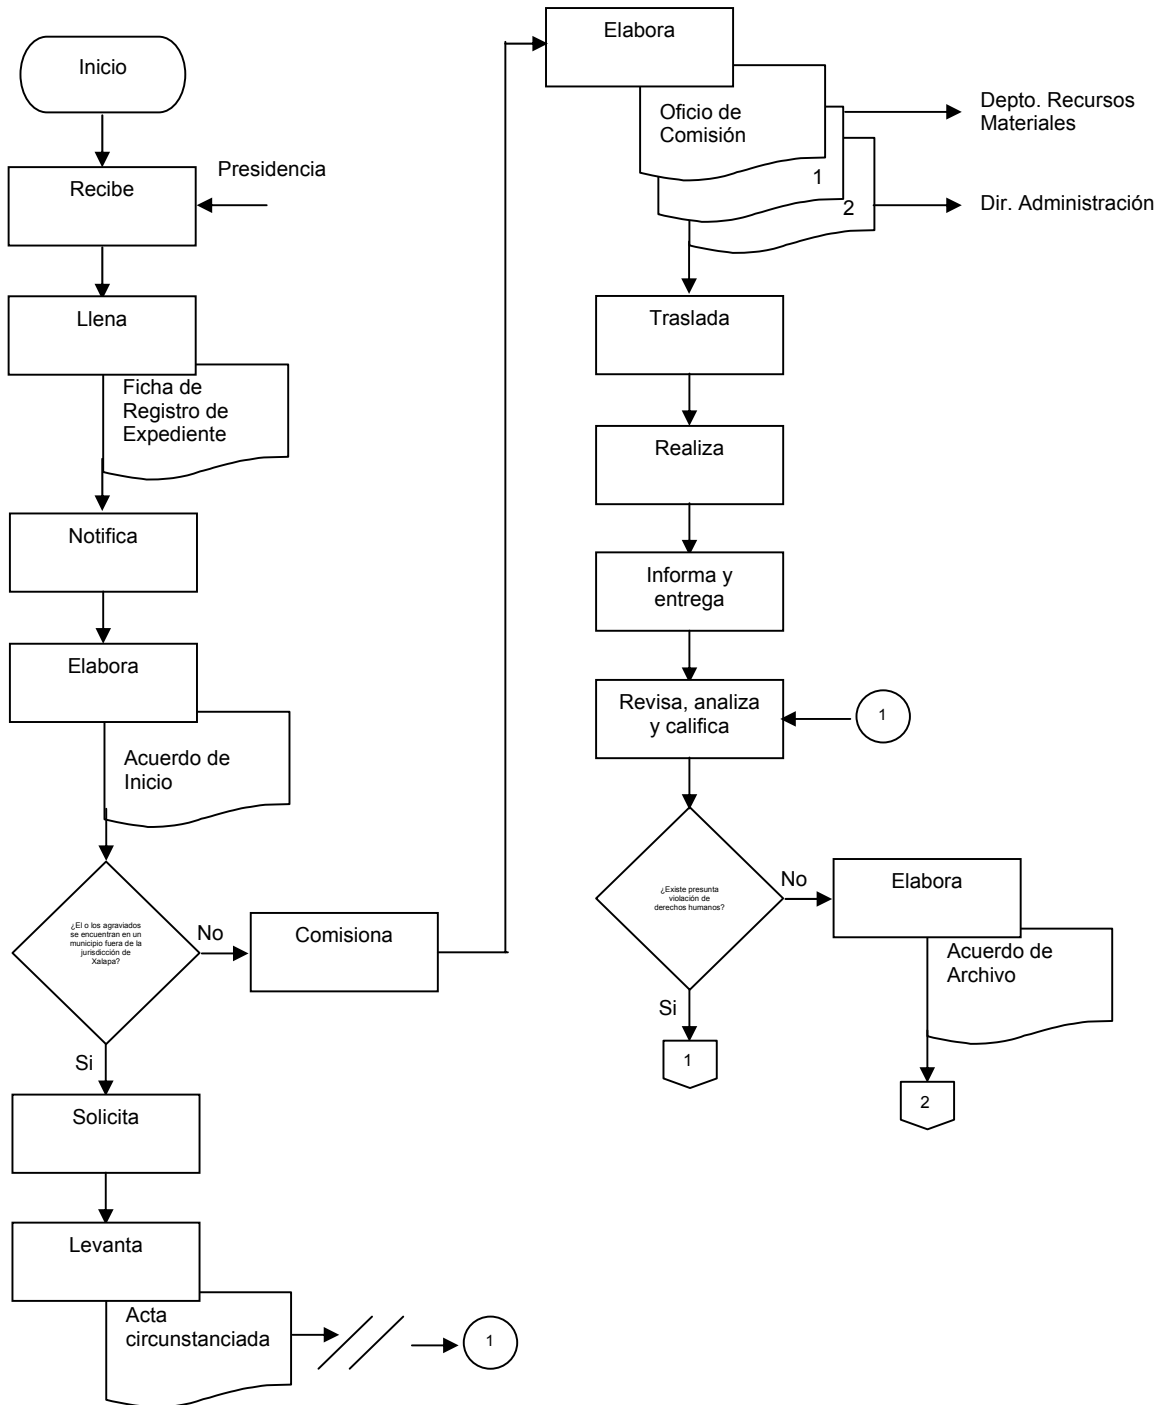 Inicio
Presidencia
Recibe
Llena
Ficha de
Registro de
Expediente
Notifica
Elabora
Acuerdo de
Inicio
¿El o los agraviados
se encuentran en un
municipio fuera de la
jurisdicción de
Xalapa?
No
Comisiona
Si
Solicita
Levanta
Acta
circunstanciada
1
Elabora
Oficio de
Comisión
1
2
Depto. Recursos
Materiales
Dir. Administración
Traslada
Realiza
Informa y
entrega
Revisa, analiza
y califica
1
¿Existe presunta
violación de
derechos humanos?
No
Elabora
Acuerdo de
Archivo
Si
1
2